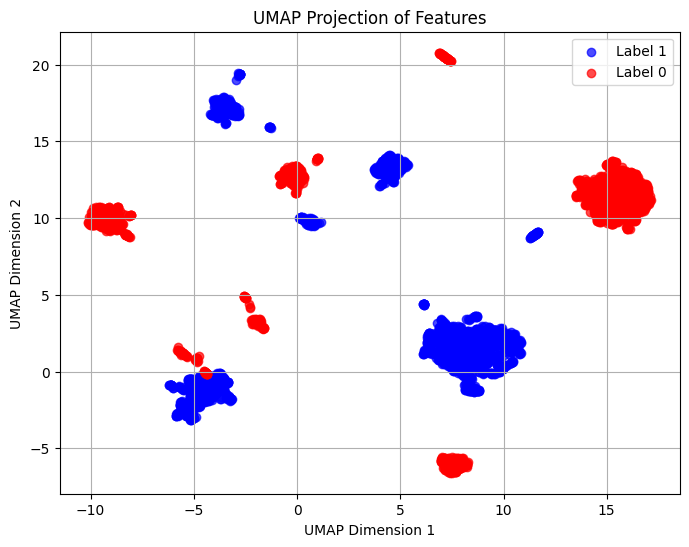 UMAP Projection of Features
Label 1
Label 0
UMAP Dimension 2
20
15
10
5
0
−5
−10
−5
0
5
10
15
UMAP Dimension 1